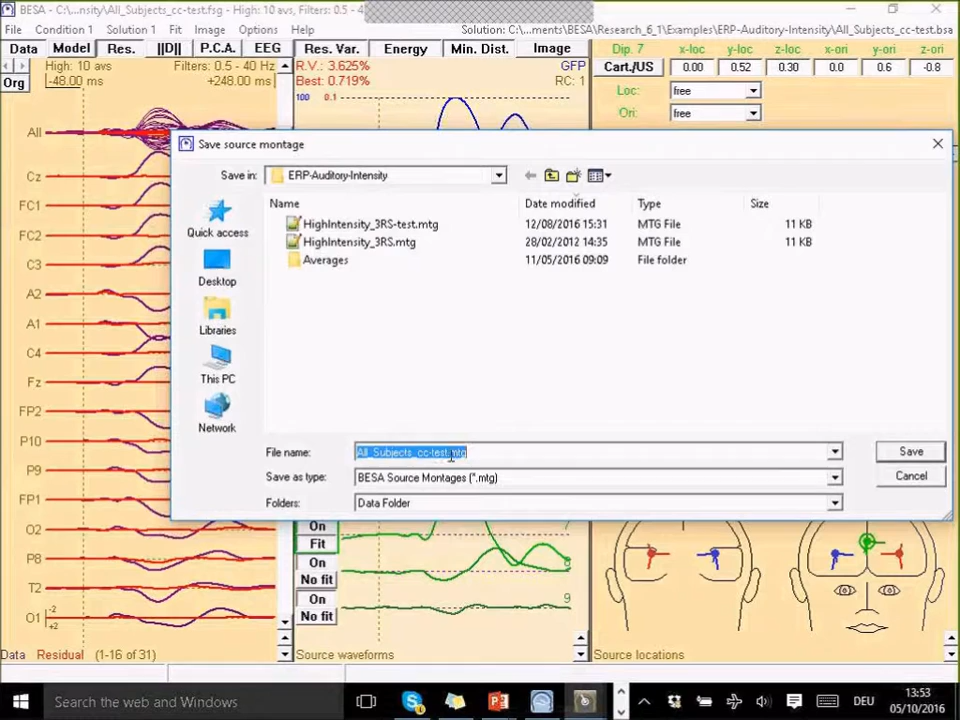 BESA - C:\...nsity\All_Subjects_cc-test.fsg - [High: 10 avs, Filters: 0.5 - 4
File Condition 1 Solution 1 Fit Image Options Help Solution: C:\...ments\BESA\Research_6_1\Examples\ERP-Auditory-Intensity\All_Subjects_cc-test.bsa
Data Model Res. ||D|| P.C.A. EEG Res. Var. Energy Min. Dist. Image
Dip. 7 x-loc y-loc z-loc x-ori y-ori z-ori
High: 10 avs Filters: 0.5 - 40 Hz R.V.: 3.625% GFP
Cart./US 0.00 0.52 0.30 0.0 0.6 -0.8
Org -48.00 ms +248.00 ms Best: 0.719% RC: 1
Loc: free
100 0.1
Ori: free
All
Save source montage
Save in: ERP-Auditory-Intensity
Name Date modified Type Size
HighIntensity_3RS-test.mtg 12/08/2016 15:31 MTG File 11 KB
HighIntensity_3RS.mtg 28/02/2012 14:35 MTG File 11 KB
Averages 11/05/2016 09:09 File folder
Quick access
Desktop
Libraries
This PC
Network
File name: All_Subjects_cc-test.mtg Save
Save as type: BESA Source Montages (*.mtg) Cancel
Folders: Data Folder
Cz
FC1
FC2
C3
A2
A1
C4
Fz
FP2
P10
P9
FP1
O2
P8
T2
O1 -2
+2
On
Fit
On 8
No fit
On 9
No fit
Data Residual (1-16 of 31) Source waveforms Source locations
Search the web and Windows
DEU
13:53
05/10/2016